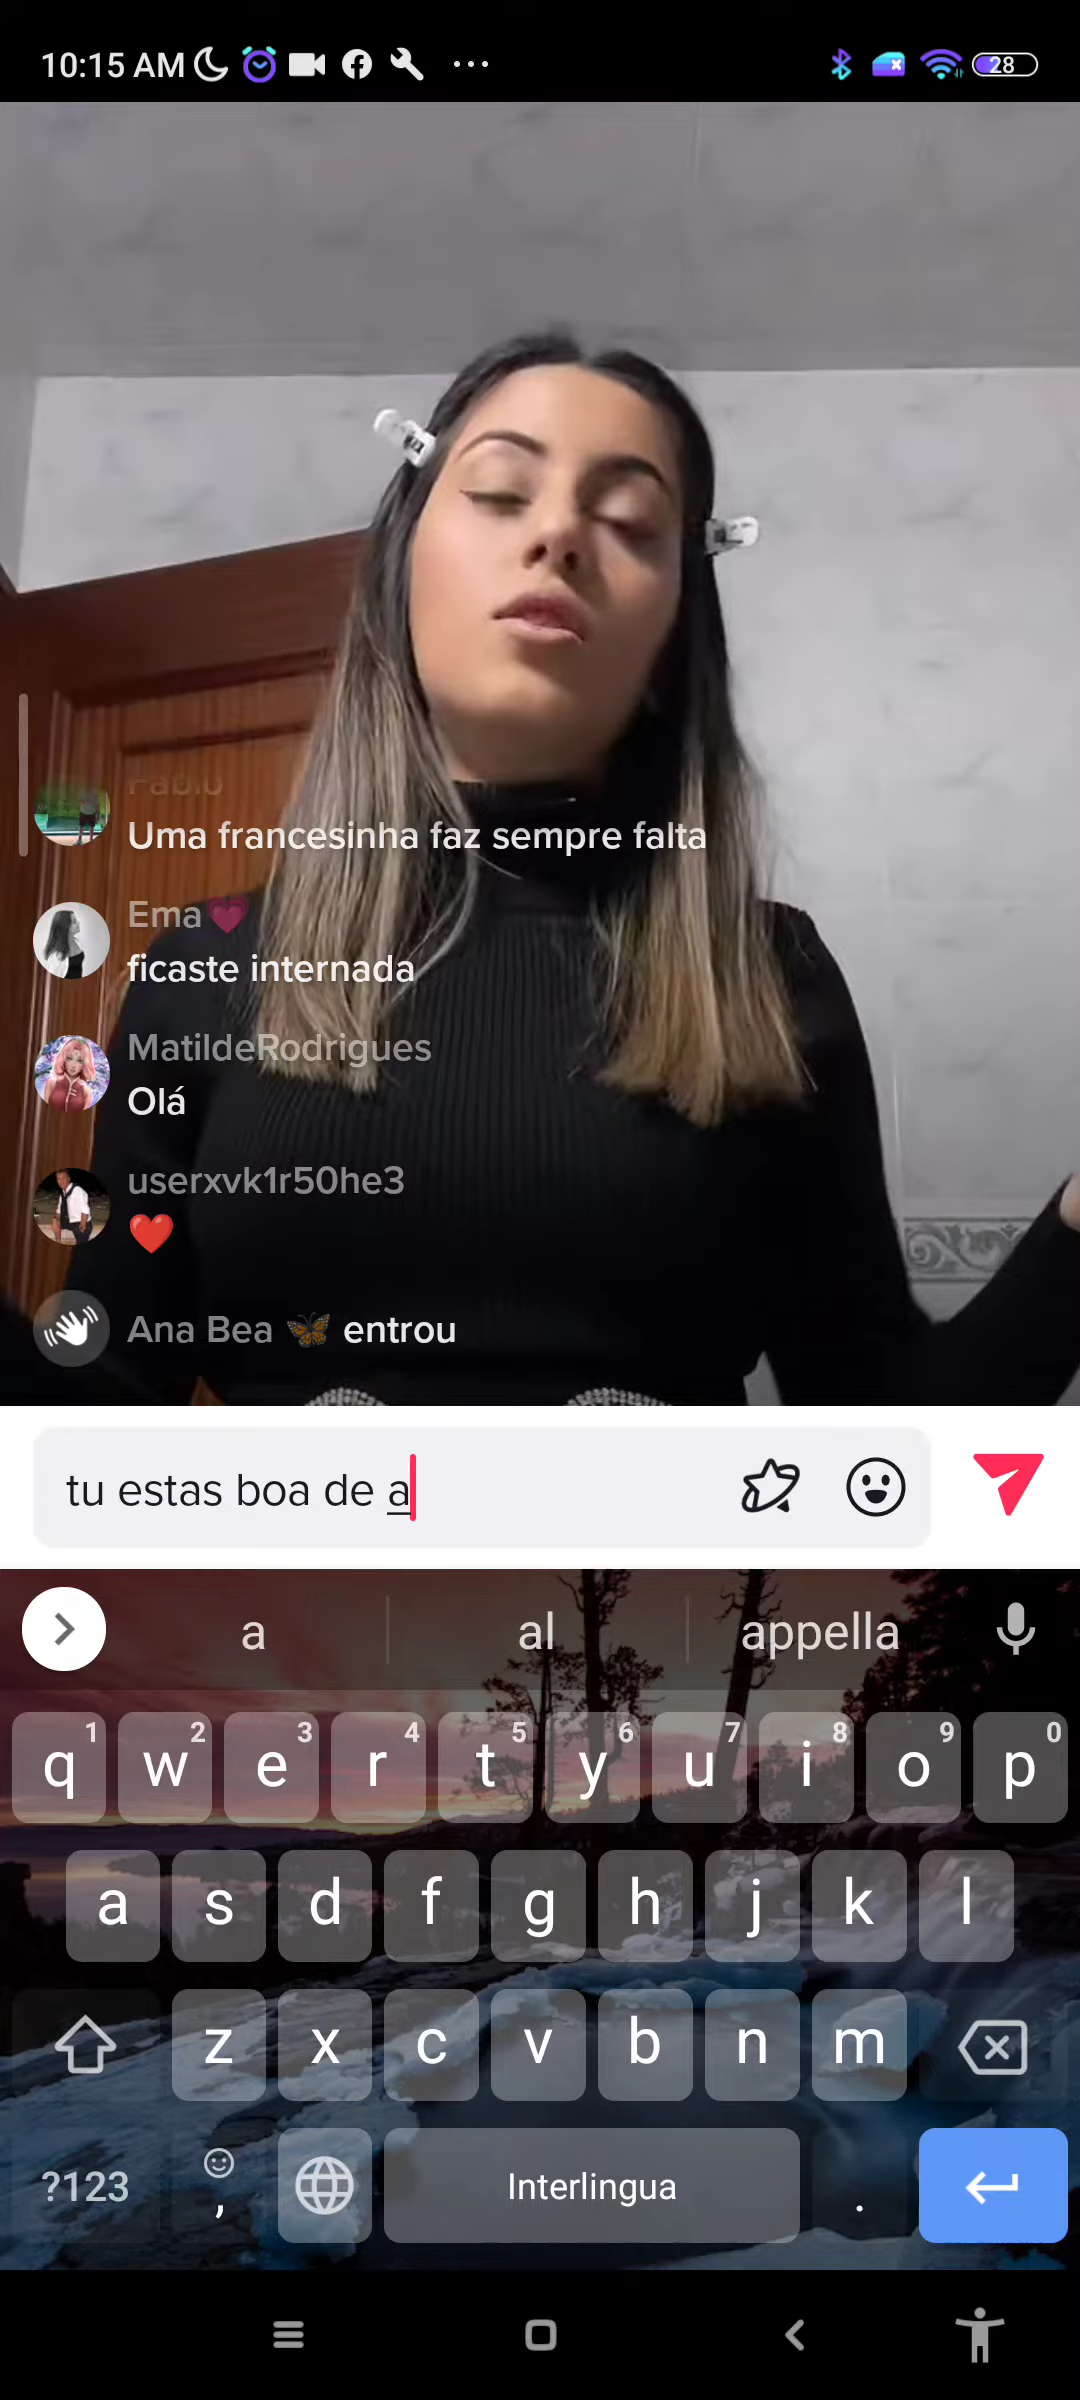 10:15 AM
28
Fabio
Uma francesinha faz sempre falta
Ema💜
ficaste internada
MatildeRodrigues
Olá
userxvk1r50he3
❤️
Ana Bea 🦋 entrou
tu estas boa de a
a al appella
1 2 3 4 5 6 7 8 9 0
q w e r t y u i o p
a s d f g h j k l
z x c v b n m
?123 , Interlingua .